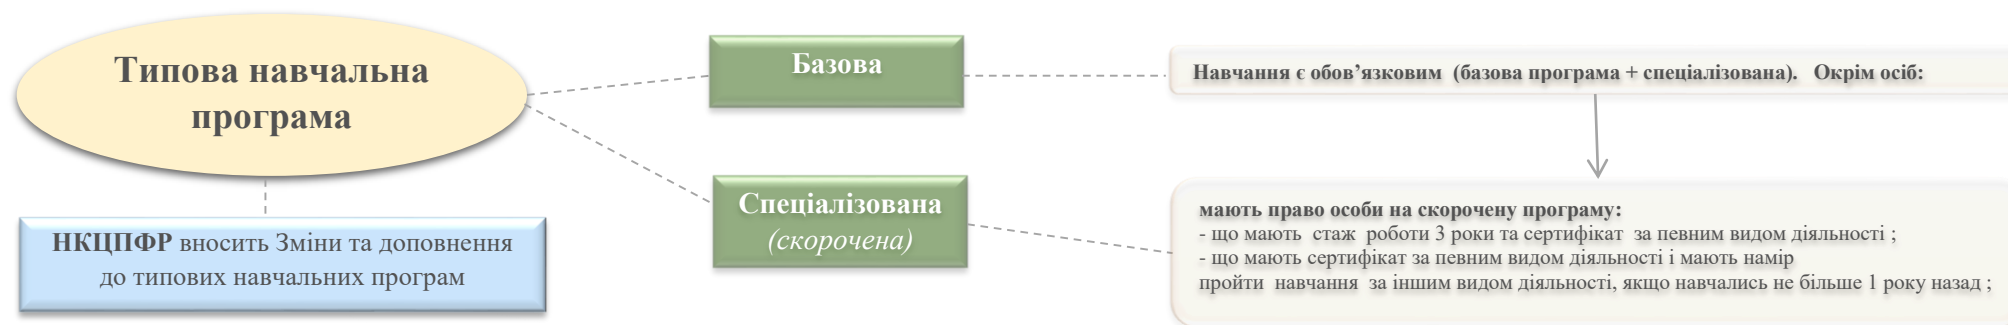 Типова навчальна
програма
НКЦПФР вносить Зміни та доповнення
до типових навчальних програм
Базова
Спеціалізована
(скорочена)
Навчання є обов’язковим (базова програма + спеціалізована). Окрім осіб:
мають право особи на скорочену програму:
- що мають стаж роботи 3 роки та сертифікат за певним видом діяльності ;
- що мають сертифікат за певним видом діяльності і мають намір
пройти навчання за іншим видом діяльності, якщо навчались не більше 1 року назад ;